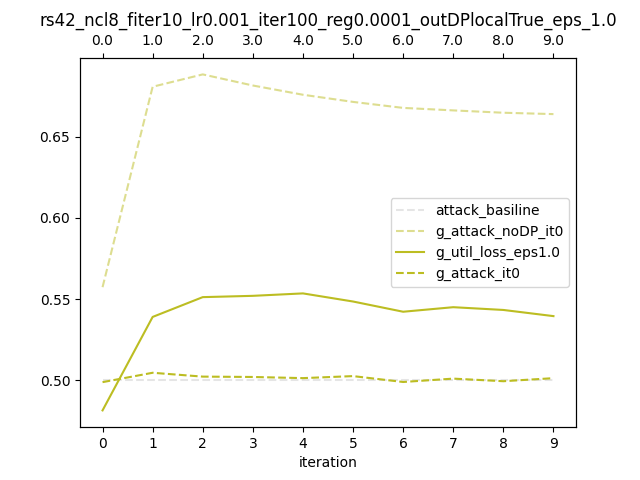 rs42_ncl8_fiter10_lr0.001_iter100_reg0.0001_outDPlocalTrue_eps_1.0
0.0 1.0 2.0 3.0 4.0 5.0 6.0 7.0 8.0 9.0
0.65
0.60
0.55
0.50
attack_basiline
g_attack_noDP_it0
g_util_loss_eps1.0
g_attack_it0
0 1 2 3 4 5 6 7 8 9
iteration